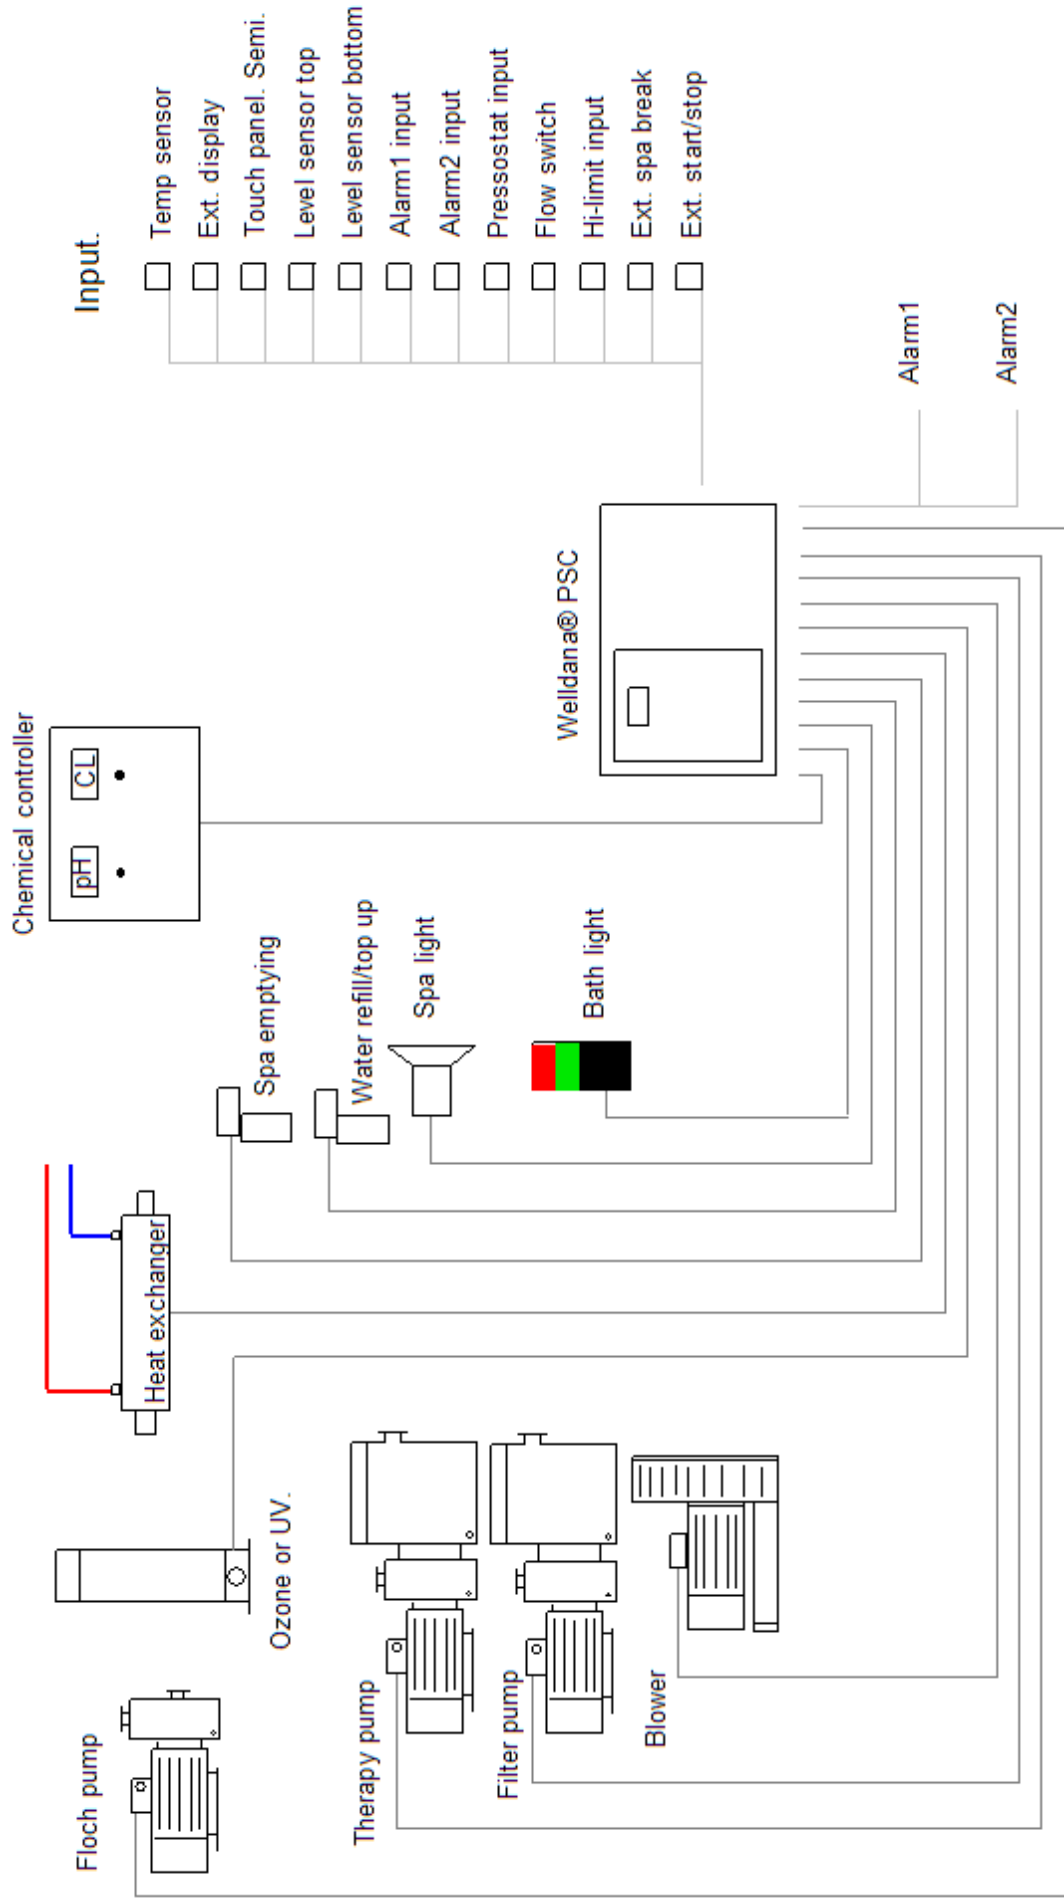 Floch pump
Ozone or UV.
Heat exchanger
Chemical controller
pH
CL
Input.
Temp sensor
Ext. display
Touch panel. Semi.
Level sensor top
Level sensor bottom
Alarm1 input
Alarm2 input
Pressostat input
Flow switch
Hi-limit input
Ext. spa break
Ext. start/stop
Spa emptying
Water refill/top up
Spa light
Bath light
Therapy pump
Filter pump
Blower
Welldana® PSC
Alarm1
Alarm2